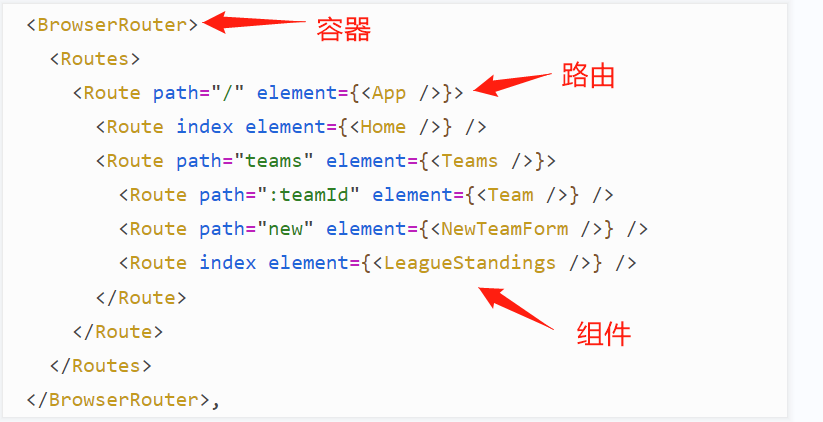 <BrowserRouter> 容器
<Routes>
<Route path="/" element={<App />}> 路由
<Route index element={<Home />} />
<Route path="teams" element={<Teams />}>
<Route path=":teamId" element={<Team />} />
<Route path="new" element={<NewTeamForm />} />
<Route index element={<LeagueStandings />} />
</Route>
组件
</Route>
</Routes>
</BrowserRouter>,